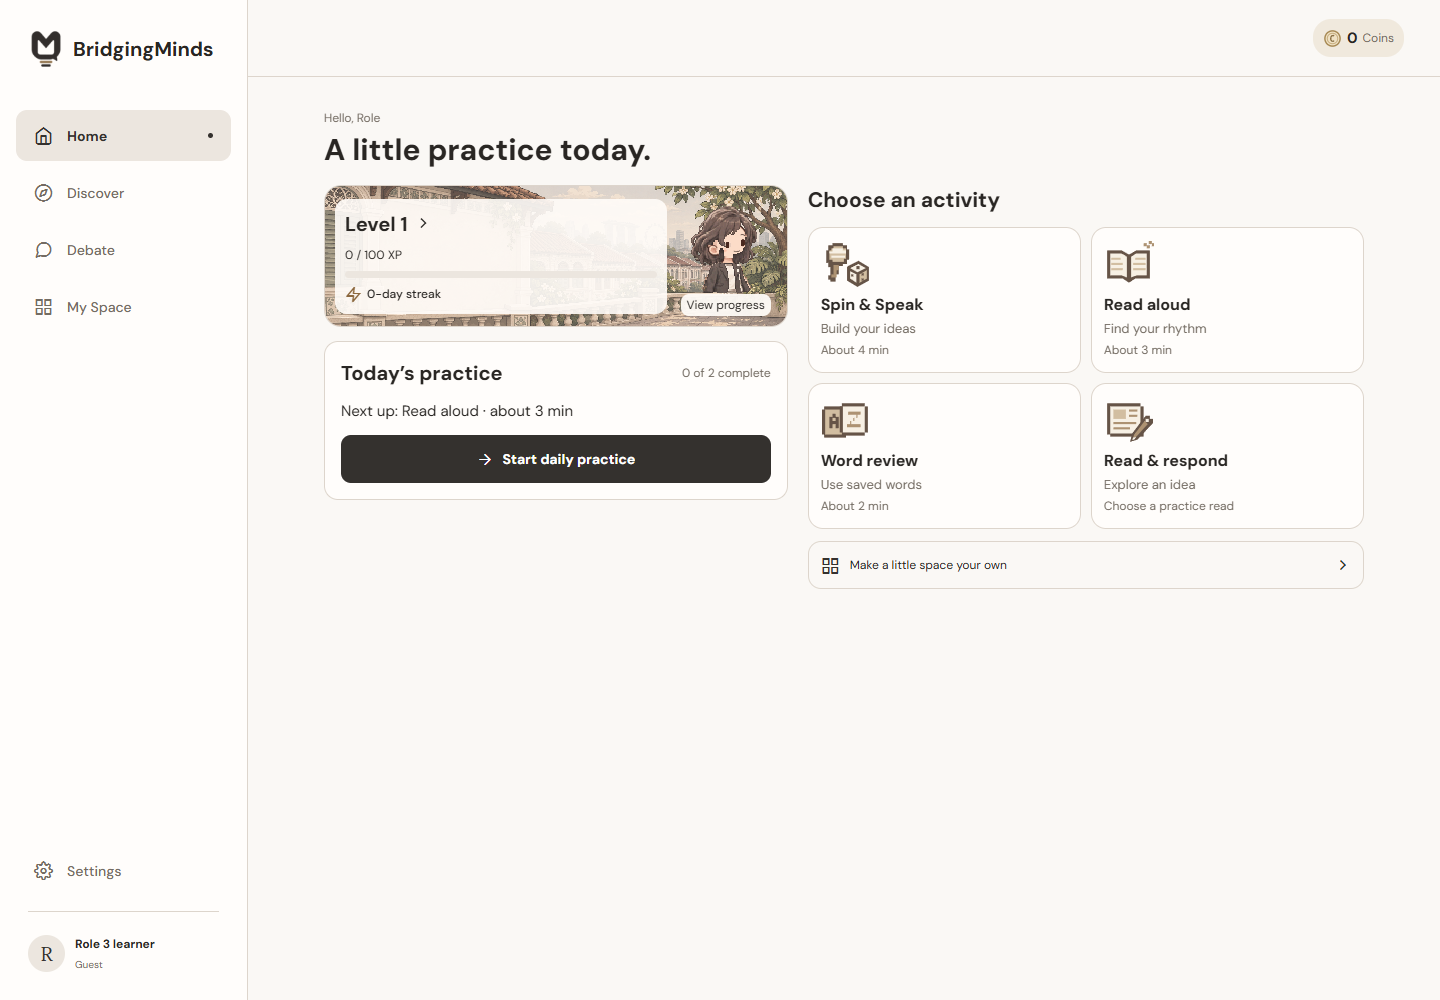 BridgingMinds
Home
Discover
Debate
My Space
Settings
R
Role 3 learner
Guest
C 0 Coins
Hello, Role
A little practice today.
Level 1
0 / 100 XP
0-day streak
View progress
Today’s practice
0 of 2 complete
Next up: Read aloud · about 3 min
Start daily practice
Choose an activity
Spin & Speak
Build your ideas
About 4 min
Read aloud
Find your rhythm
About 3 min
A
Word review
Use saved words
About 2 min
Read & respond
Explore an idea
Choose a practice read
Make a little space your own